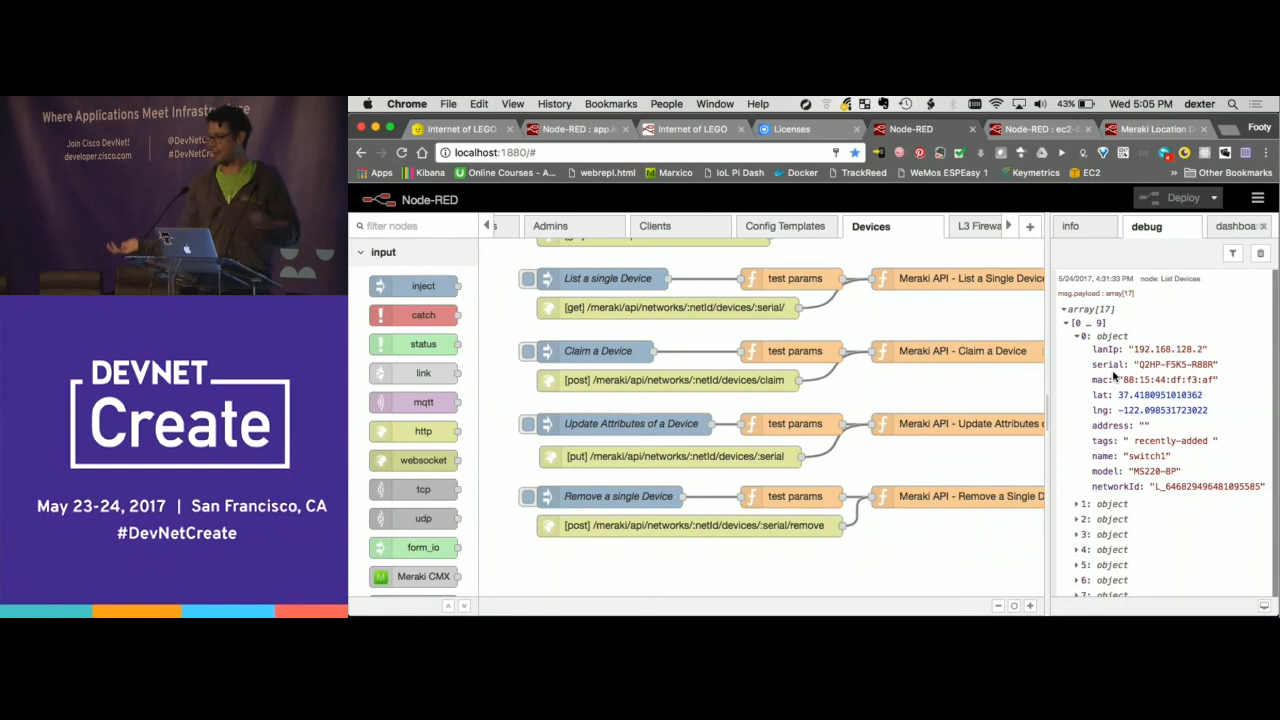 Where Applications Meet Infrastructure
Join Cisco DevNet!
developer.cisco.com
@DevNetC
#DevNetC
DEVNET
Create
May 23-24, 2017 | San Francisco, CA
#DevNetCreate
Chrome File Edit View History Bookmarks People Window Help
43% Wed 5:05 PM dexter
Internet of LEGO
Node-RED : app.i
Internet of LEGO
Licenses
Node-RED
Node-RED : ec2-5
Meraki Location D
Footy
localhost:1880/#
Apps Kibana Online Courses - A... webrepl.html Marxico IoL Pi Dash Docker TrackReed WeMos ESPEasy 1 Keymetrics EC2 » Other Bookmarks
Node-RED
Deploy
filter nodes
s
Admins
Clients
Config Templates
Devices
L3 Firewa
info
debug
dashboa
input
inject
catch
status
link
mqtt
http
websocket
tcp
udp
form_io
Meraki CMX
List a single Device
test params
Meraki API - List a Single Device
[get] /meraki/api/networks/:netId/devices/:serial/
Claim a Device
test params
Meraki API - Claim a Device
[post] /meraki/api/networks/:netId/devices/claim
Update Attributes of a Device
test params
Meraki API - Update Attributes o
[put] /meraki/api/networks/:netId/devices/:serial
Remove a single Device
test params
Meraki API - Remove a Single D
[post] /meraki/api/networks/:netId/devices/:serial/remove
5/24/2017, 4:31:33 PM node: List Devices
msg.payload : array[17]
array[17]
[0 … 9]
0: object
lanIp: "192.168.128.2"
serial: "Q2HP-F5K5-R88R"
mac: "88:15:44:df:f3:af"
lat: 37.4180951010362
lng: -122.098531723022
address: ""
tags: " recently-added "
name: "switch1"
model: "MS220-8P"
networkId: "L_646829496481095585"
1: object
2: object
3: object
4: object
5: object
6: object
7: object